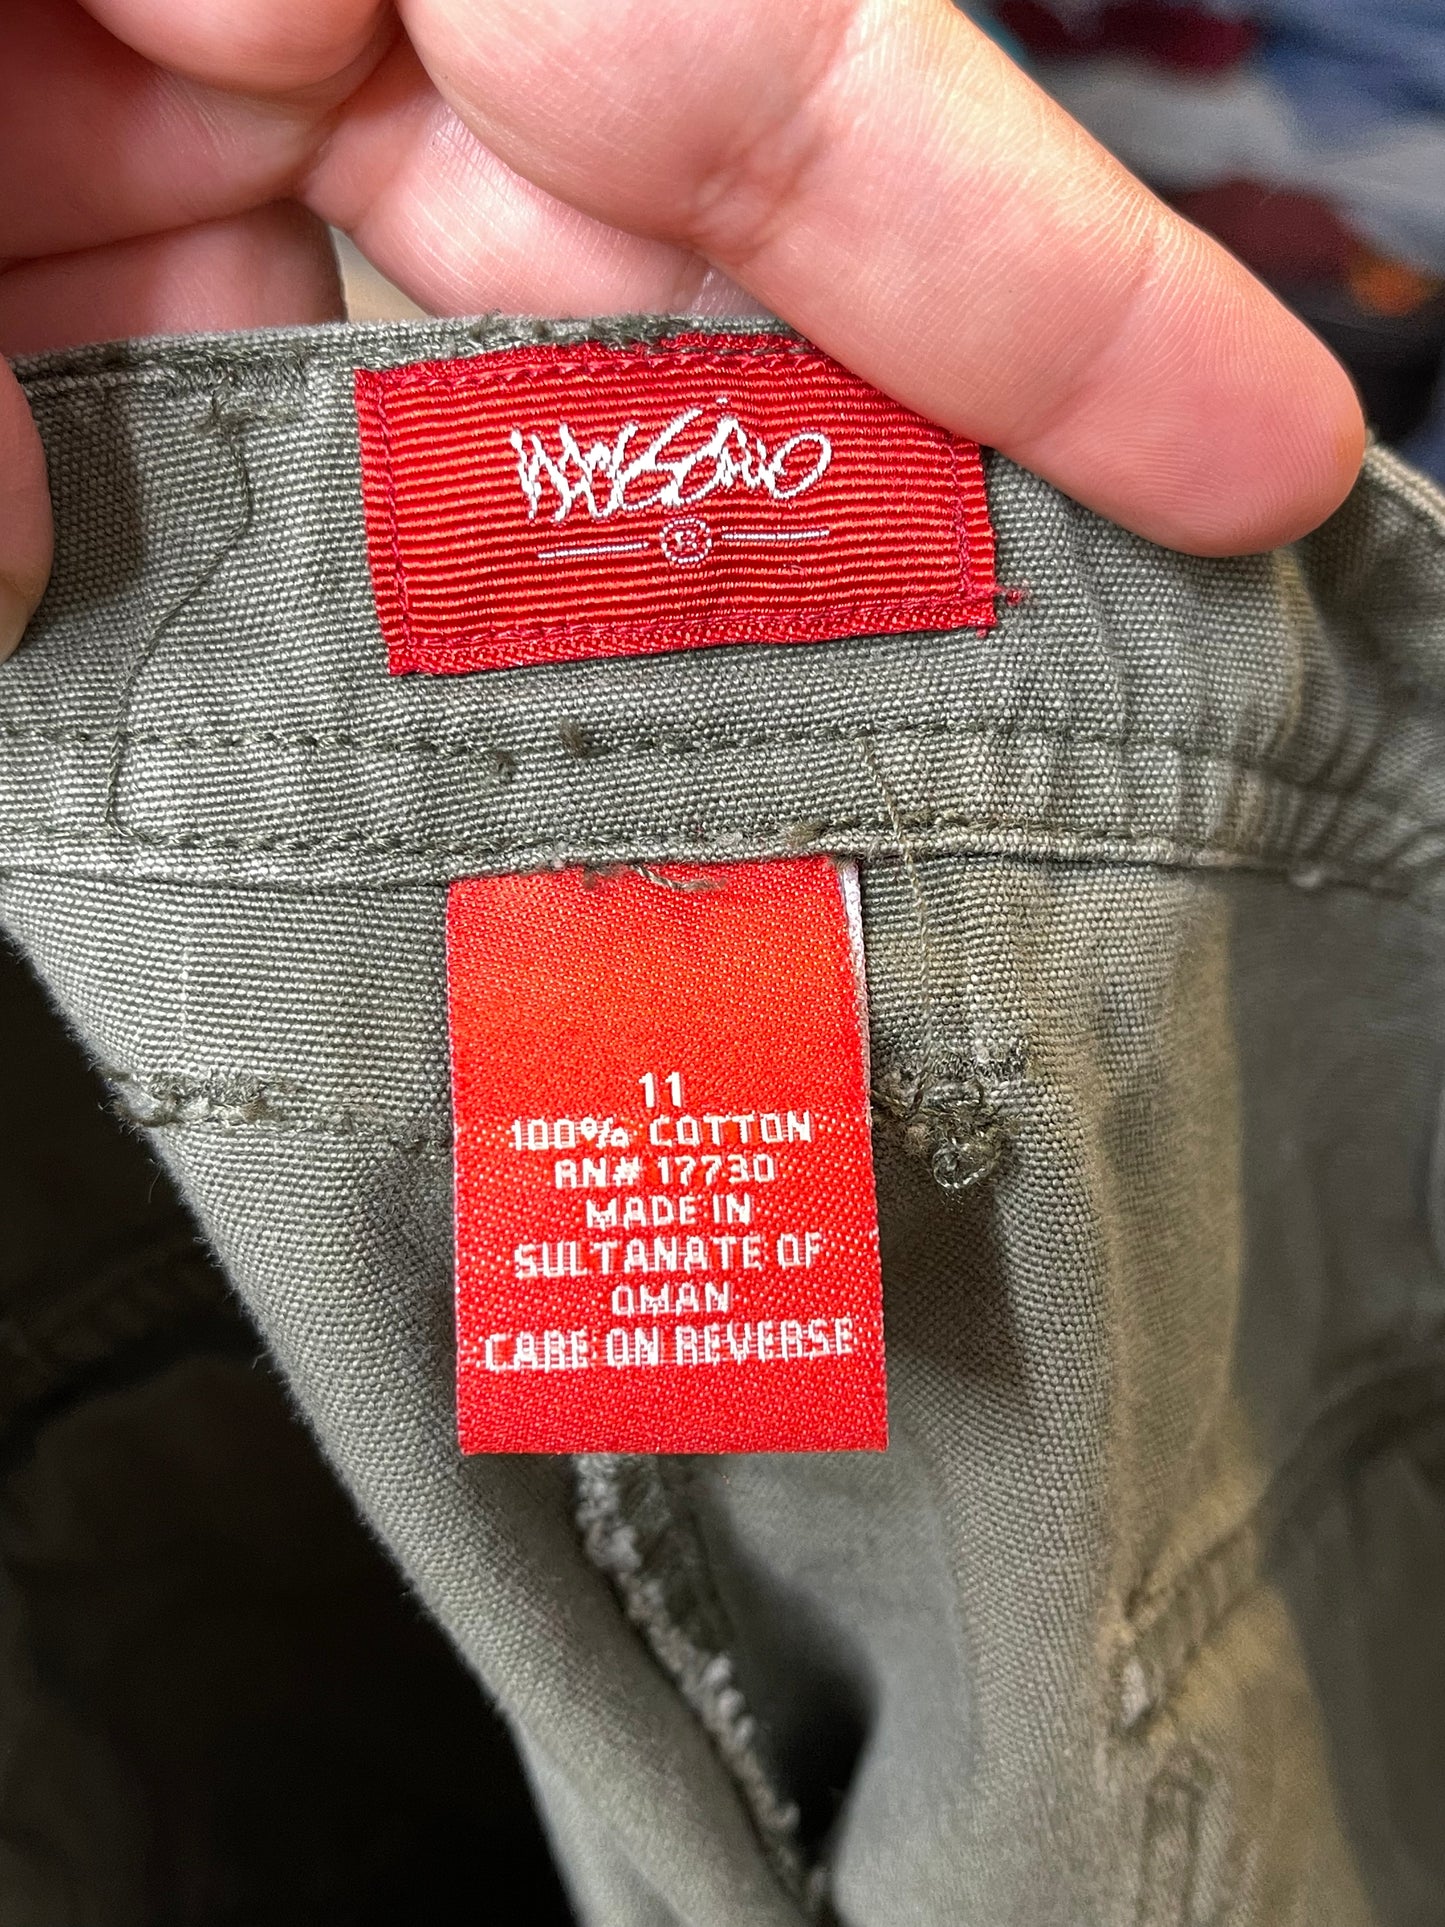 Mossimo
11
100% COTTON
RN# 17730
MADE IN
SULTANATE OF
OMAN
CARE ON REVERSE